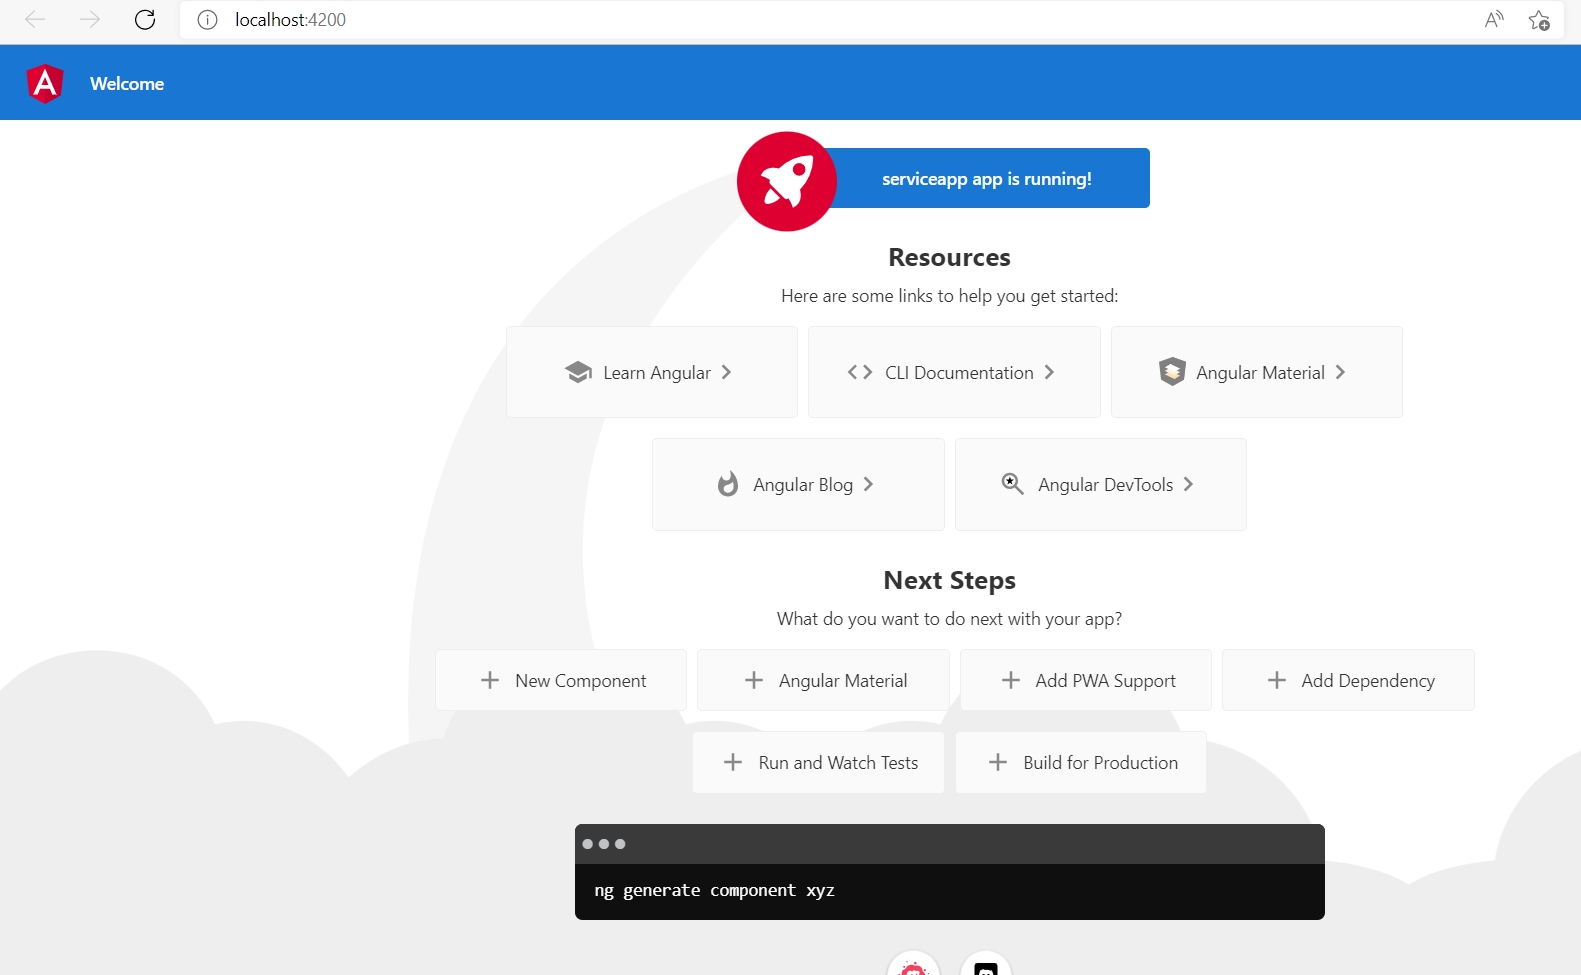 localhost:4200
Welcome
serviceapp app is running!
Resources
Here are some links to help you get started:
Learn Angular
CLI Documentation
Angular Material
Angular Blog
Angular DevTools
Next Steps
What do you want to do next with your app?
New Component
Angular Material
Add PWA Support
Add Dependency
Run and Watch Tests
Build for Production
ng generate component xyz